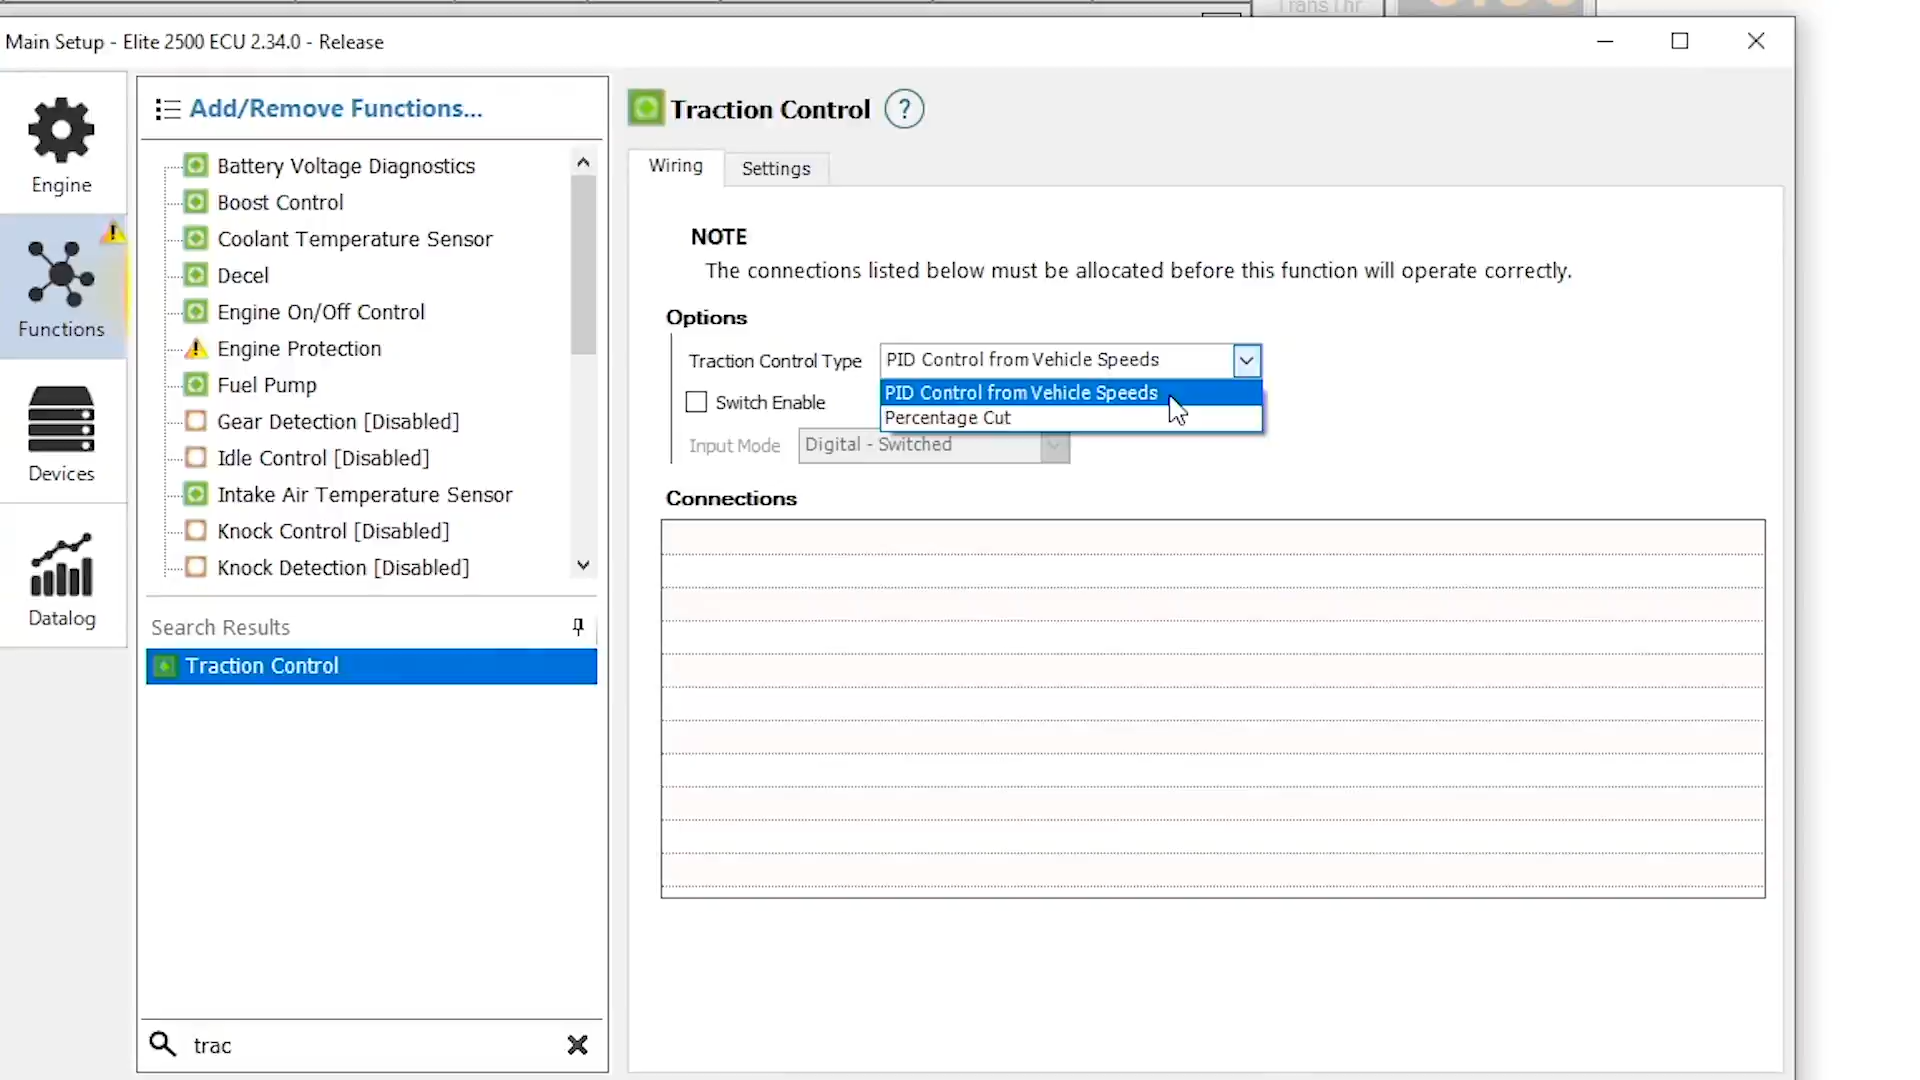 TransThr
Main Setup - Elite 2500 ECU 2.34.0 - Release
Engine
Functions
Devices
Datalog
Add/Remove Functions...
Battery Voltage Diagnostics
Boost Control
Coolant Temperature Sensor
Decel
Engine On/Off Control
Engine Protection
Fuel Pump
Gear Detection [Disabled]
Idle Control [Disabled]
Intake Air Temperature Sensor
Knock Control [Disabled]
Knock Detection [Disabled]
Search Results
Traction Control
trac
Traction Control ?
Wiring
Settings
NOTE
The connections listed below must be allocated before this function will operate correctly.
Options
Traction Control Type PID Control from Vehicle Speeds
PID Control from Vehicle Speeds
Switch Enable
Percentage Cut
Input Mode Digital - Switched
Connections